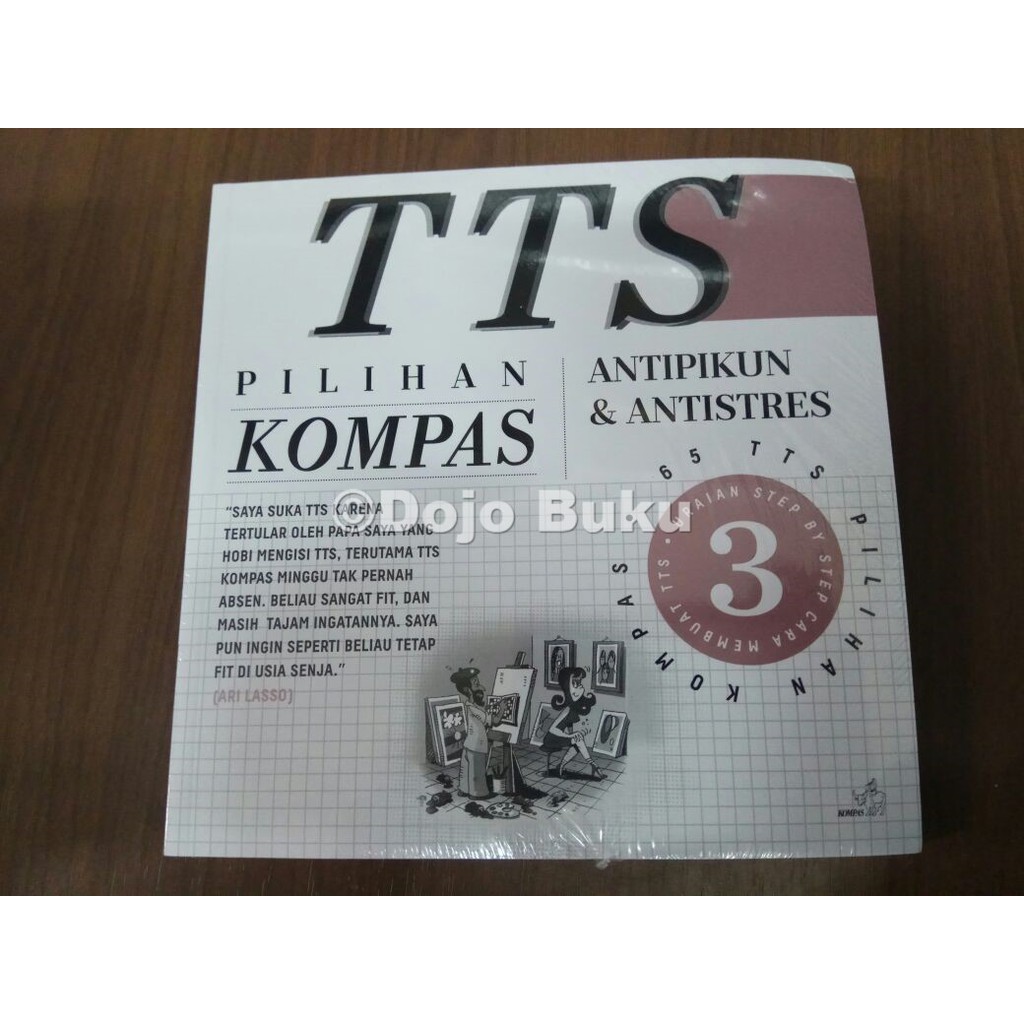 TTS
PILIHAN
KOMPAS
ANTIPIKUN
& ANTISTRES
65 TTS PILIHAN KOMPAS
URAIAN STEP BY STEP CARA MEMBUAT TTS •
3
©Dojo Buku
“SAYA SUKA TTS KARENA
TERTULAR OLEH PAPA SAYA YANG
HOBI MENGISI TTS, TERUTAMA TTS
KOMPAS MINGGU TAK PERNAH
ABSEN. BELIAU SANGAT FIT, DAN
MASIH TAJAM INGATANNYA. SAYA
PUN INGIN SEPERTI BELIAU TETAP
FIT DI USIA SENJA.”
(ARI LASSO)
KOMPAS